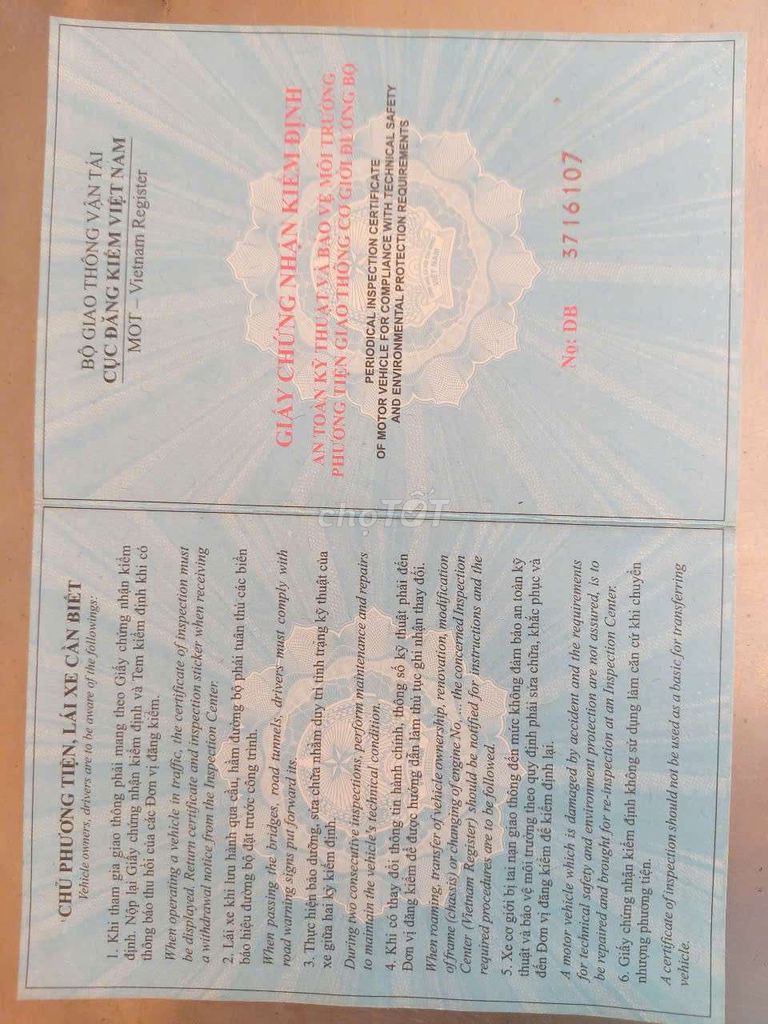 BỘ GIAO THÔNG VẬN TẢI
CỤC ĐĂNG KIỂM VIỆT NAM
MOT – Vietnam Register
GIẤY CHỨNG NHẬN KIỂM ĐỊNH
AN TOÀN KỸ THUẬT VÀ BẢO VỆ MÔI TRƯỜNG
PHƯƠNG TIỆN GIAO THÔNG CƠ GIỚI ĐƯỜNG BỘ
PERIODICAL INSPECTION CERTIFICATE
OF MOTOR VEHICLE FOR COMPLIANCE WITH TECHNICAL SAFETY
AND ENVIRONMENTAL PROTECTION REQUIREMENTS
No: DB 3716107
CHỦ PHƯƠNG TIỆN, LÁI XE CẦN BIẾT
Vehicle owners, drivers are to be aware of the followings:
1. Khi tham gia giao thông phải mang theo Giấy chứng nhận kiểm
định. Nộp lại Giấy chứng nhận kiểm định và Tem kiểm định khi có
thông báo thu hồi của các Đơn vị đăng kiểm.
When operating a vehicle in traffic, the certificate of inspection must
be displayed. Return certificate and inspection sticker when receiving
a withdrawal notice from the Inspection Center.
2. Lái xe khi lưu hành qua cầu, hầm đường bộ phải tuân thủ các biển
báo hiệu đường bộ đặt trước công trình.
When passing the bridges, road tunnels, drivers must comply with
road warning signs put forward its.
3. Thực hiện bảo dưỡng, sửa chữa nhằm duy trì tình trạng kỹ thuật của
xe giữa hai kỳ kiểm định.
During two consecutive inspections, perform maintenance and repairs
to maintain the vehicle's technical condition.
4. Khi có thay đổi thông tin hành chính, thông số kỹ thuật phải đến
Đơn vị đăng kiểm để được hướng dẫn làm thủ tục ghi nhận thay đổi.
When roaming, transfer of vehicle ownership, renovation, modification
of frame (chassis) or changing of engine No,... the concerned Inspection
Center (Vietnam Register) should be notified for instructions and the
required procedures are to be followed.
5. Xe cơ giới bị tai nạn giao thông đến mức không đảm bảo an toàn kỹ
thuật và bảo vệ môi trường theo quy định phải sửa chữa, khắc phục và
đến Đơn vị đăng kiểm để kiểm định lại.
A motor vehicle which is damaged by accident and the requirements
for technical safety and environment protection are not assured, is to
be repaired and brought for re-inspection at an Inspection Center.
6. Giấy chứng nhận kiểm định không sử dụng làm căn cứ khi chuyển
nhượng phương tiện.
A certificate of inspection should not be used as a basic for transferring
vehicle.
choTỐT